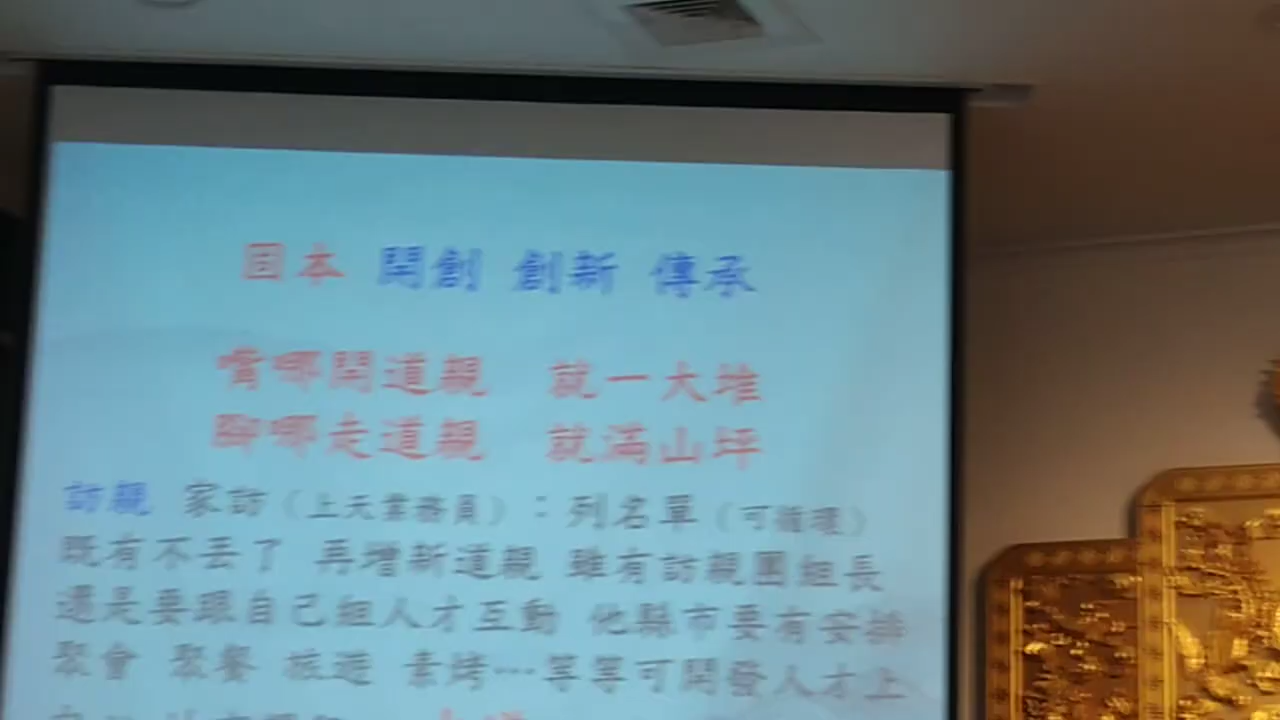 固本 開創 創新 傳承
嘴哪開道親 就一大堆
腳哪走道親 就滿山坪
訪親 家訪（上天業務員）：列名單（可循環）
既有不丟了 再增新道親 雖有訪親團組長
還是要跟自己組人才互動 他縣市要有安排
聚會 聚餐 旅遊 素烤…等等可開發人才上